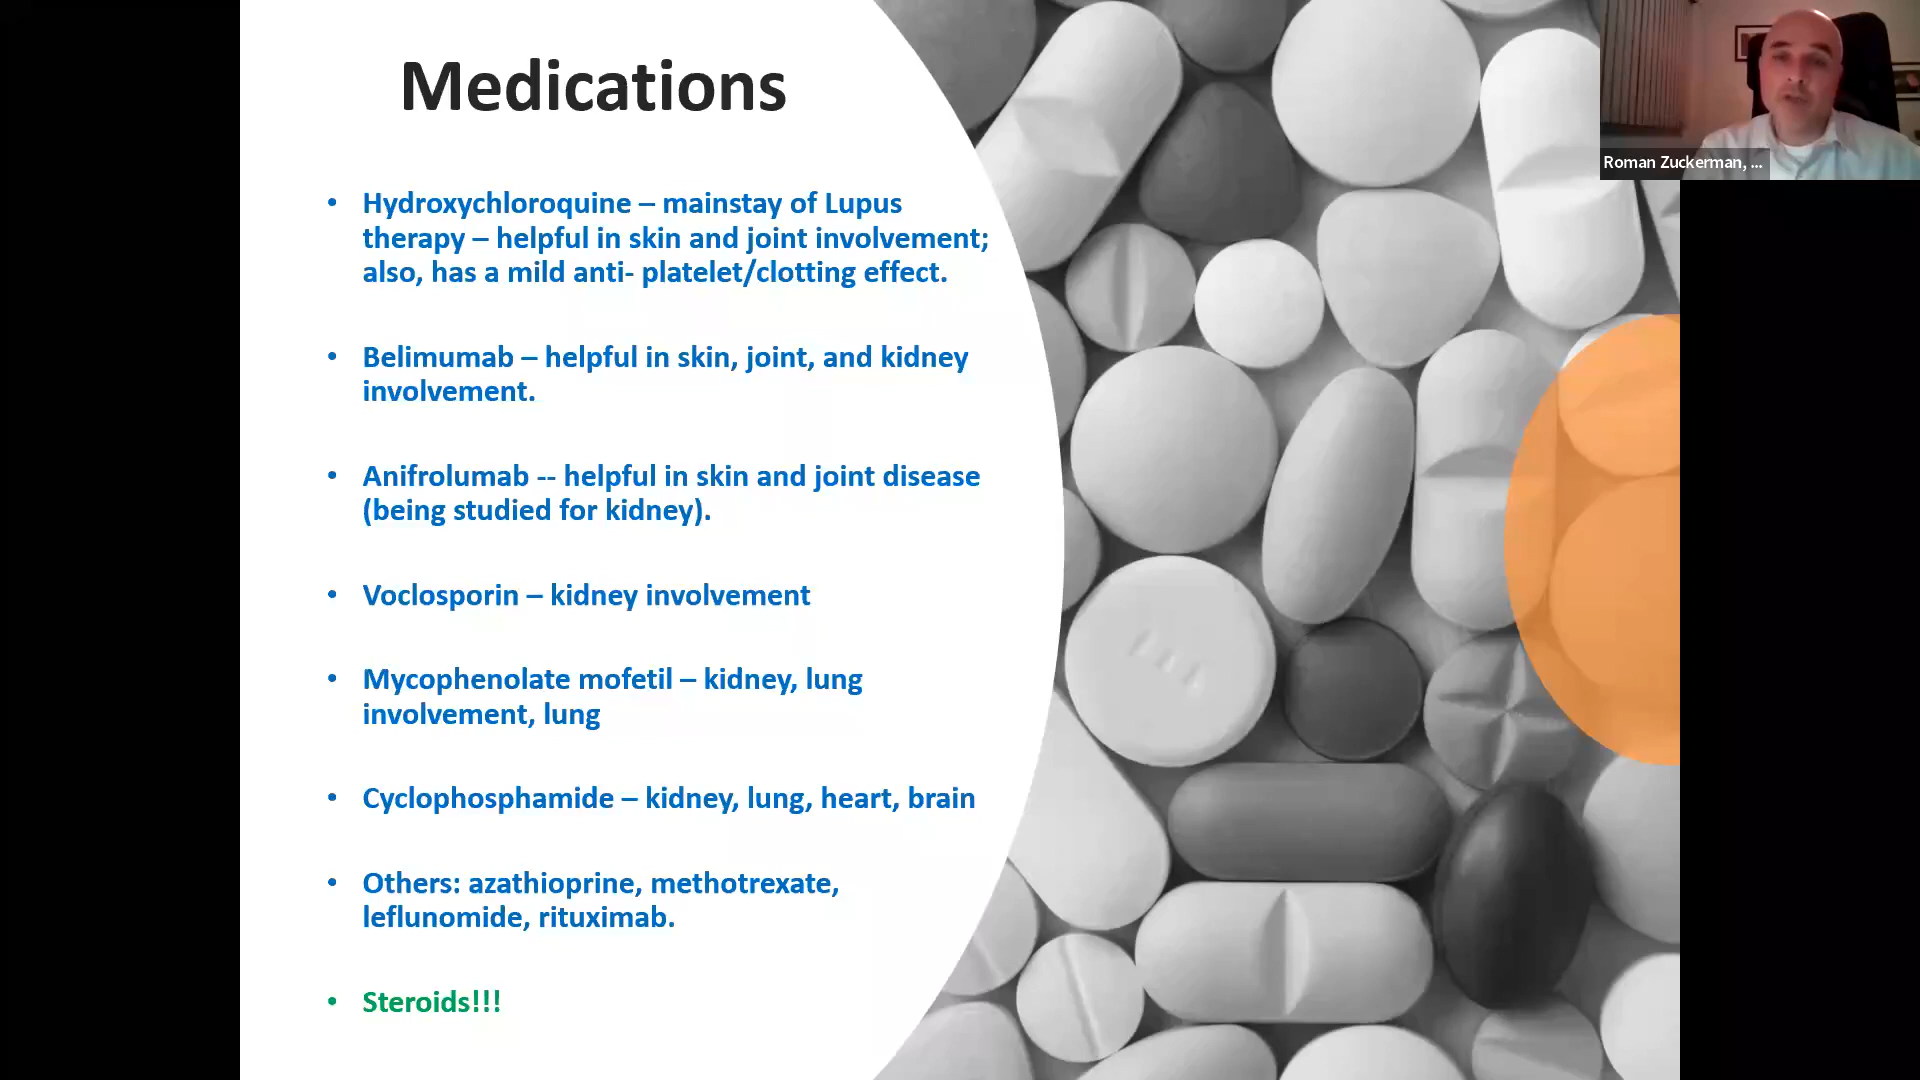 Medications
Roman Zuckerman, ...
• Hydroxychloroquine – mainstay of Lupus
therapy – helpful in skin and joint involvement;
also, has a mild anti- platelet/clotting effect.
• Belimumab – helpful in skin, joint, and kidney
involvement.
• Anifrolumab -- helpful in skin and joint disease
(being studied for kidney).
• Voclosporin – kidney involvement
• Mycophenolate mofetil – kidney, lung
involvement, lung
• Cyclophosphamide – kidney, lung, heart, brain
• Others: azathioprine, methotrexate,
leflunomide, rituximab.
• Steroids!!!